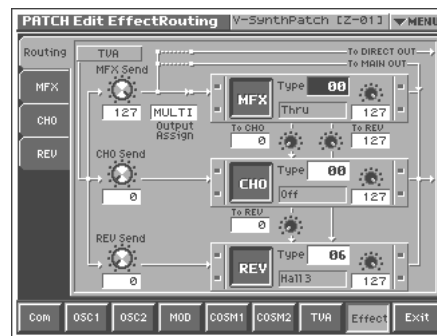 PATCH Edit EffectRouting V-SynthPatch [Z-01] ▼MENU
Routing
TVA
To DIRECT OUT
To MAIN OUT
MFX Send
MFX
Type 00
MFX
127
MULTI
Thru
127
Output
Assign
To CHO
To REV
CHO
0
127
REV
CHO Send
CHO
Type 00
0
Off
127
To REV
0
REV Send
REV
Type 06
0
Hall3
127
Com OSC1 OSC2 MOD COSM1 COSM2 TVA Effect Exit